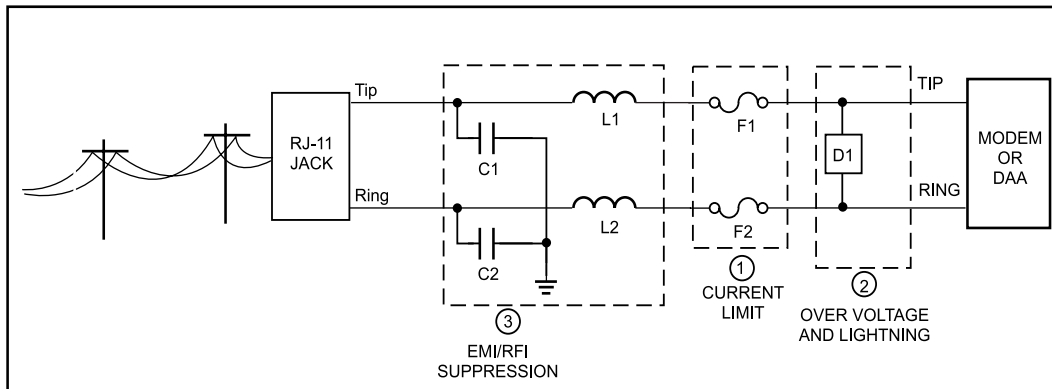 RJ-11
JACK
Tip
Ring
C1
C2
L1
L2
3
EMI/RFI
SUPPRESSION
F1
F2
1
CURRENT
LIMIT
D1
2
OVER VOLTAGE
AND LIGHTNING
TIP
RING
MODEM
OR
DAA